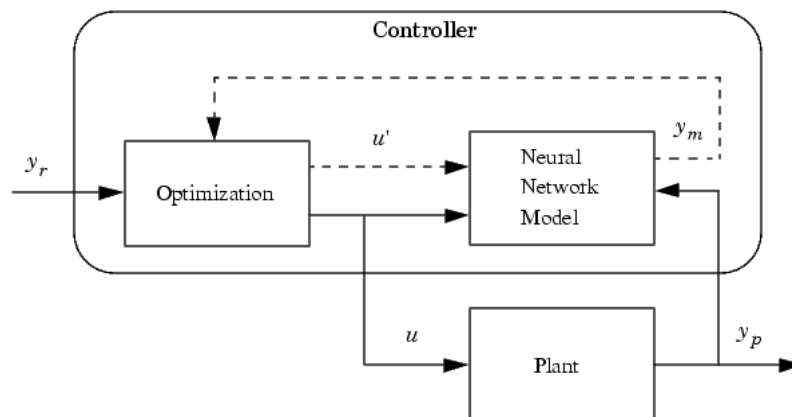 Controller
u'
y_m
y_r
Optimization
Neural
Network
Model
u
Plant
y_p